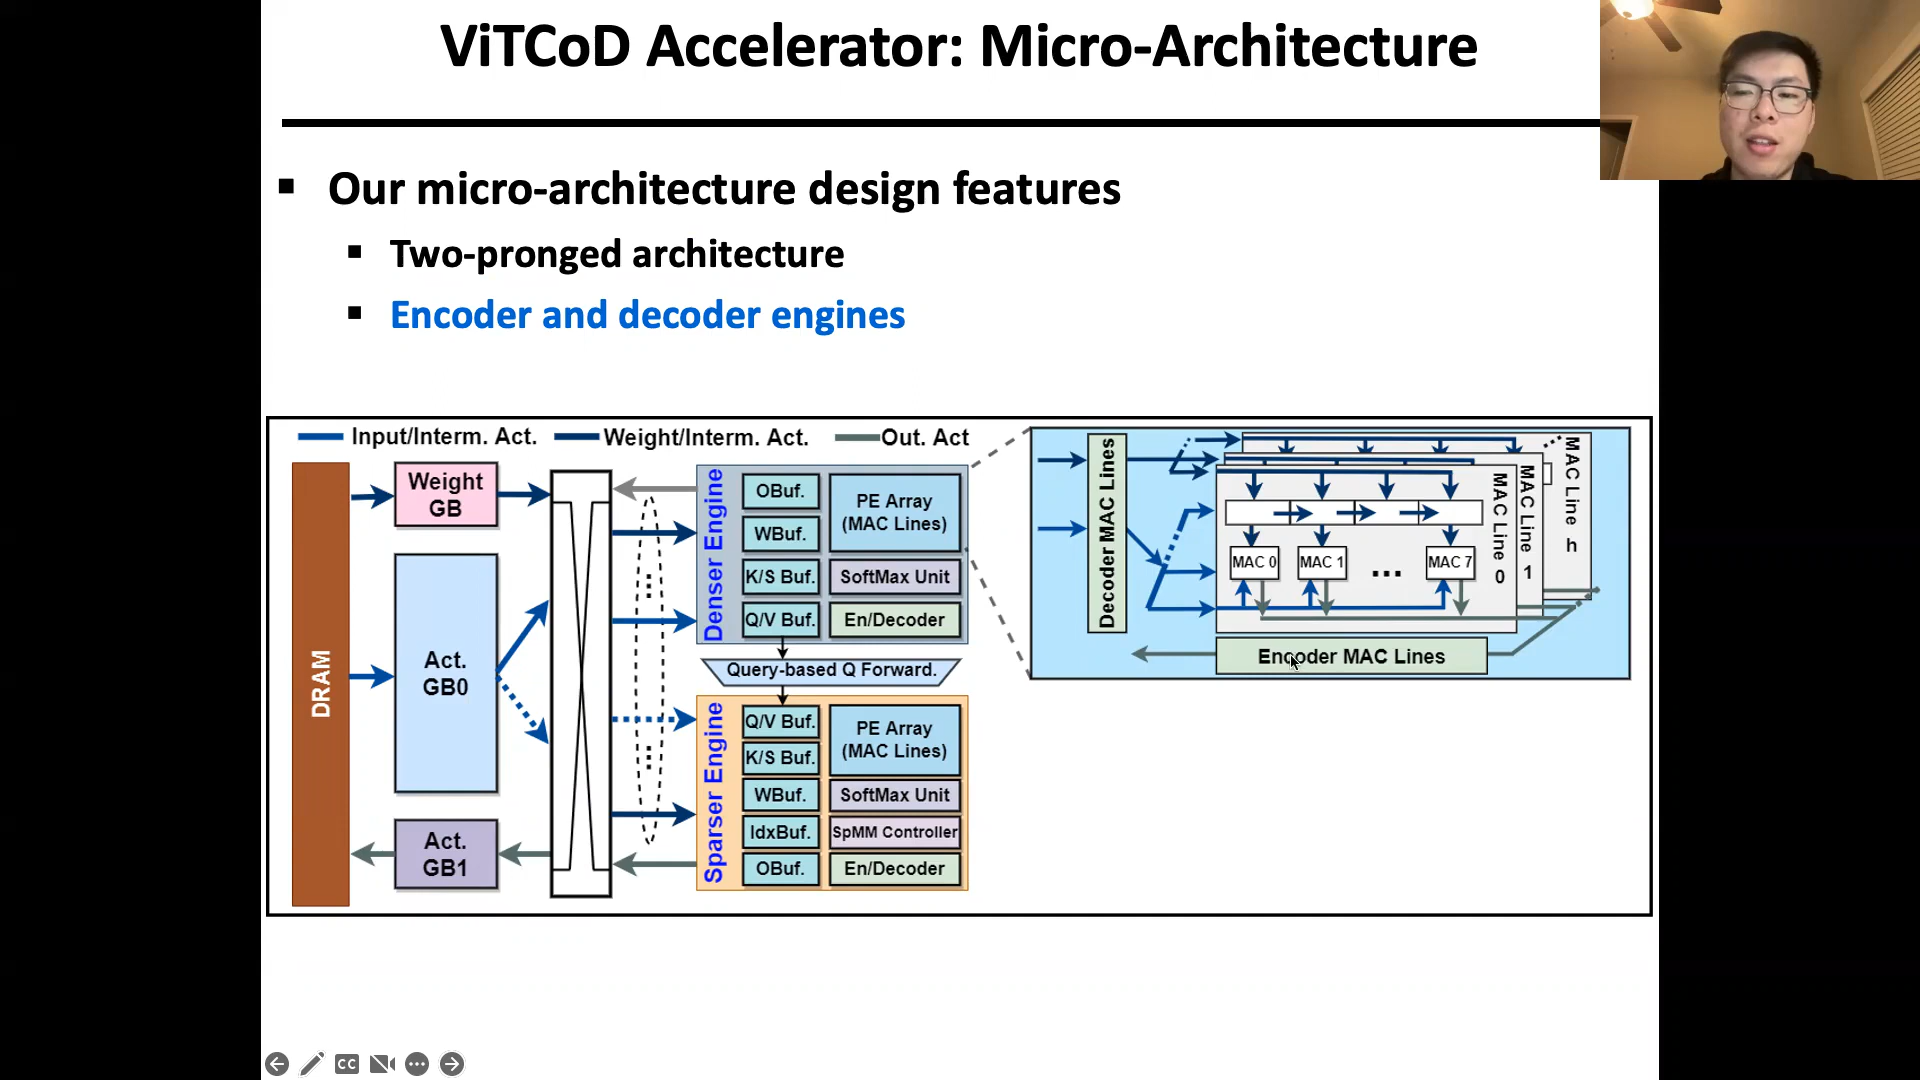 ViTCoD Accelerator: Micro-Architecture
Our micro-architecture design features
Two-pronged architecture
Encoder and decoder engines
Input/Interm. Act.
Weight/Interm. Act.
Out. Act
DRAM
Weight
GB
Act.
GB0
Act.
GB1
Denser Engine
OBuf.
WBuf.
K/S Buf.
Q/V Buf.
PE Array
(MAC Lines)
SoftMax Unit
En/Decoder
Query-based Q Forward.
Sparser Engine
Q/V Buf.
K/S Buf.
WBuf.
IdxBuf.
OBuf.
PE Array
(MAC Lines)
SoftMax Unit
SpMM Controller
En/Decoder
Decoder MAC Lines
MAC 0
MAC 1
...
MAC 7
MAC Line 0
MAC Line 1
MAC Line h
Encoder MAC Lines
CC